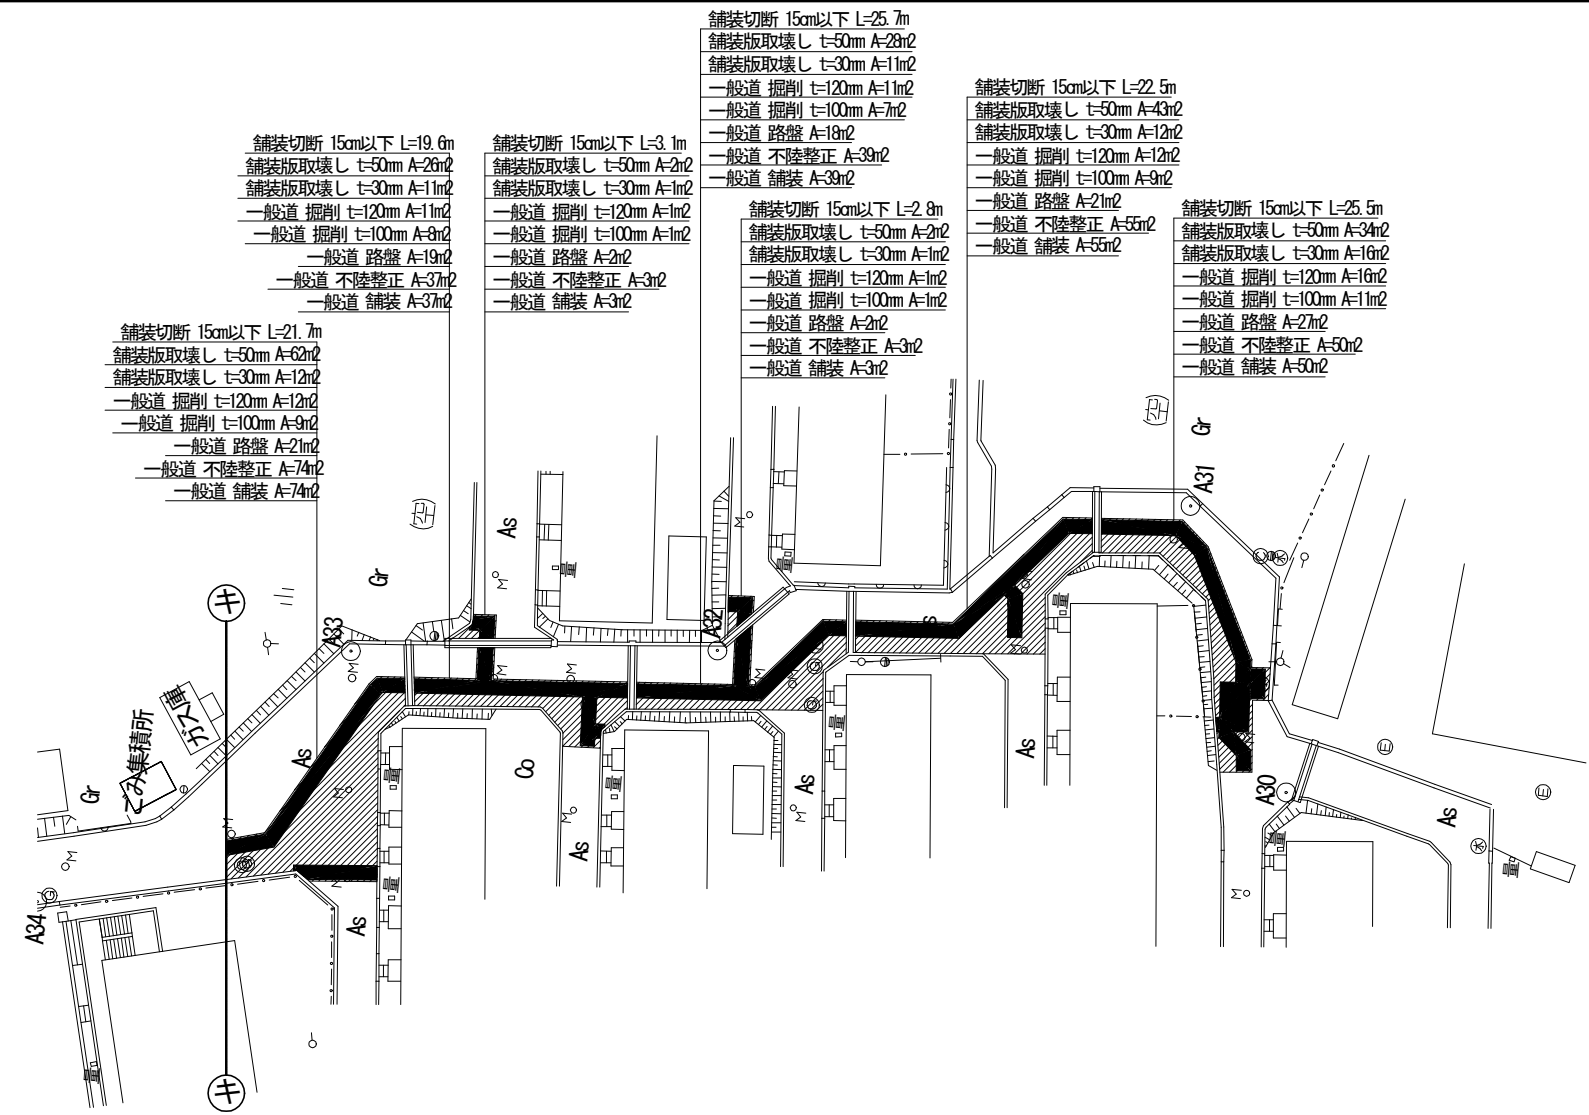 舗装切断 15cm以下 L=25.7m
舗装版取壊し t=50mm A=28m2
舗装版取壊し t=30mm A=11m2
一般道 掘削 t=120mm A=11m2
一般道 掘削 t=100mm A=7m2
一般道 路盤 A=18m2
一般道 不陸整正 A=39m2
一般道 舗装 A=39m2
舗装切断 15cm以下 L=22.5m
舗装版取壊し t=50mm A=43m2
舗装版取壊し t=30mm A=12m2
一般道 掘削 t=120mm A=12m2
一般道 掘削 t=100mm A=9m2
一般道 路盤 A=21m2
一般道 不陸整正 A=55m2
一般道 舗装 A=55m2
舗装切断 15cm以下 L=19.6m
舗装版取壊し t=50mm A=26m2
舗装版取壊し t=30mm A=11m2
一般道 掘削 t=120mm A=11m2
一般道 掘削 t=100mm A=8m2
一般道 路盤 A=19m2
一般道 不陸整正 A=37m2
一般道 舗装 A=37m2
舗装切断 15cm以下 L=3.1m
舗装版取壊し t=50mm A=2m2
舗装版取壊し t=30mm A=1m2
一般道 掘削 t=120mm A=1m2
一般道 掘削 t=100mm A=1m2
一般道 路盤 A=2m2
一般道 不陸整正 A=3m2
一般道 舗装 A=3m2
舗装切断 15cm以下 L=2.8m
舗装版取壊し t=50mm A=2m2
舗装版取壊し t=30mm A=1m2
一般道 掘削 t=120mm A=1m2
一般道 掘削 t=100mm A=1m2
一般道 路盤 A=2m2
一般道 不陸整正 A=3m2
一般道 舗装 A=3m2
舗装切断 15cm以下 L=25.5m
舗装版取壊し t=50mm A=34m2
舗装版取壊し t=30mm A=16m2
一般道 掘削 t=120mm A=16m2
一般道 掘削 t=100mm A=11m2
一般道 路盤 A=27m2
一般道 不陸整正 A=50m2
一般道 舗装 A=50m2
舗装切断 15cm以下 L=21.7m
舗装版取壊し t=50mm A=62m2
舗装版取壊し t=30mm A=12m2
一般道 掘削 t=120mm A=12m2
一般道 掘削 t=100mm A=9m2
一般道 路盤 A=21m2
一般道 不陸整正 A=74m2
一般道 舗装 A=74m2
(空)
Gr
A31
(空)
As
Gr
キ
A33
A32
ガス庫
ごみ集積所
As
Gr
Co
As
As
A30
As
As
A34
As
キ